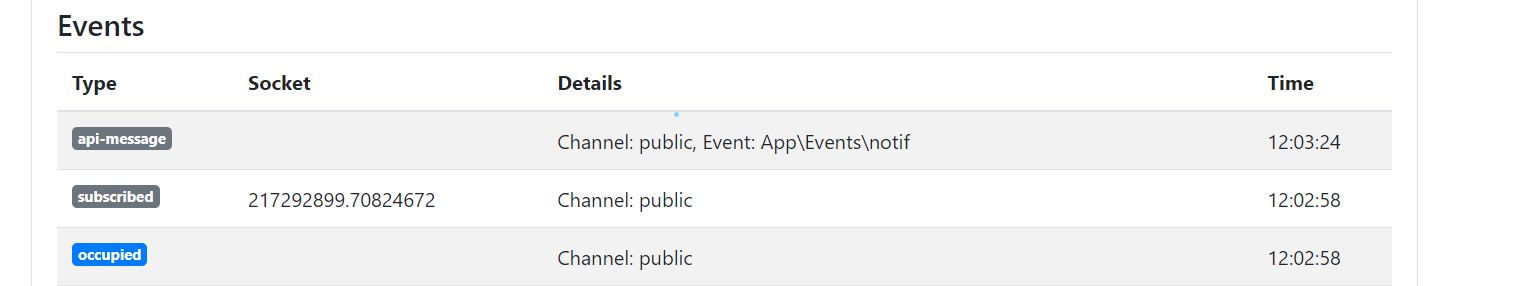 Events
Type Socket Details Time
api-message Channel: public, Event: App\Events\notif 12:03:24
subscribed 217292899.70824672 Channel: public 12:02:58
occupied Channel: public 12:02:58